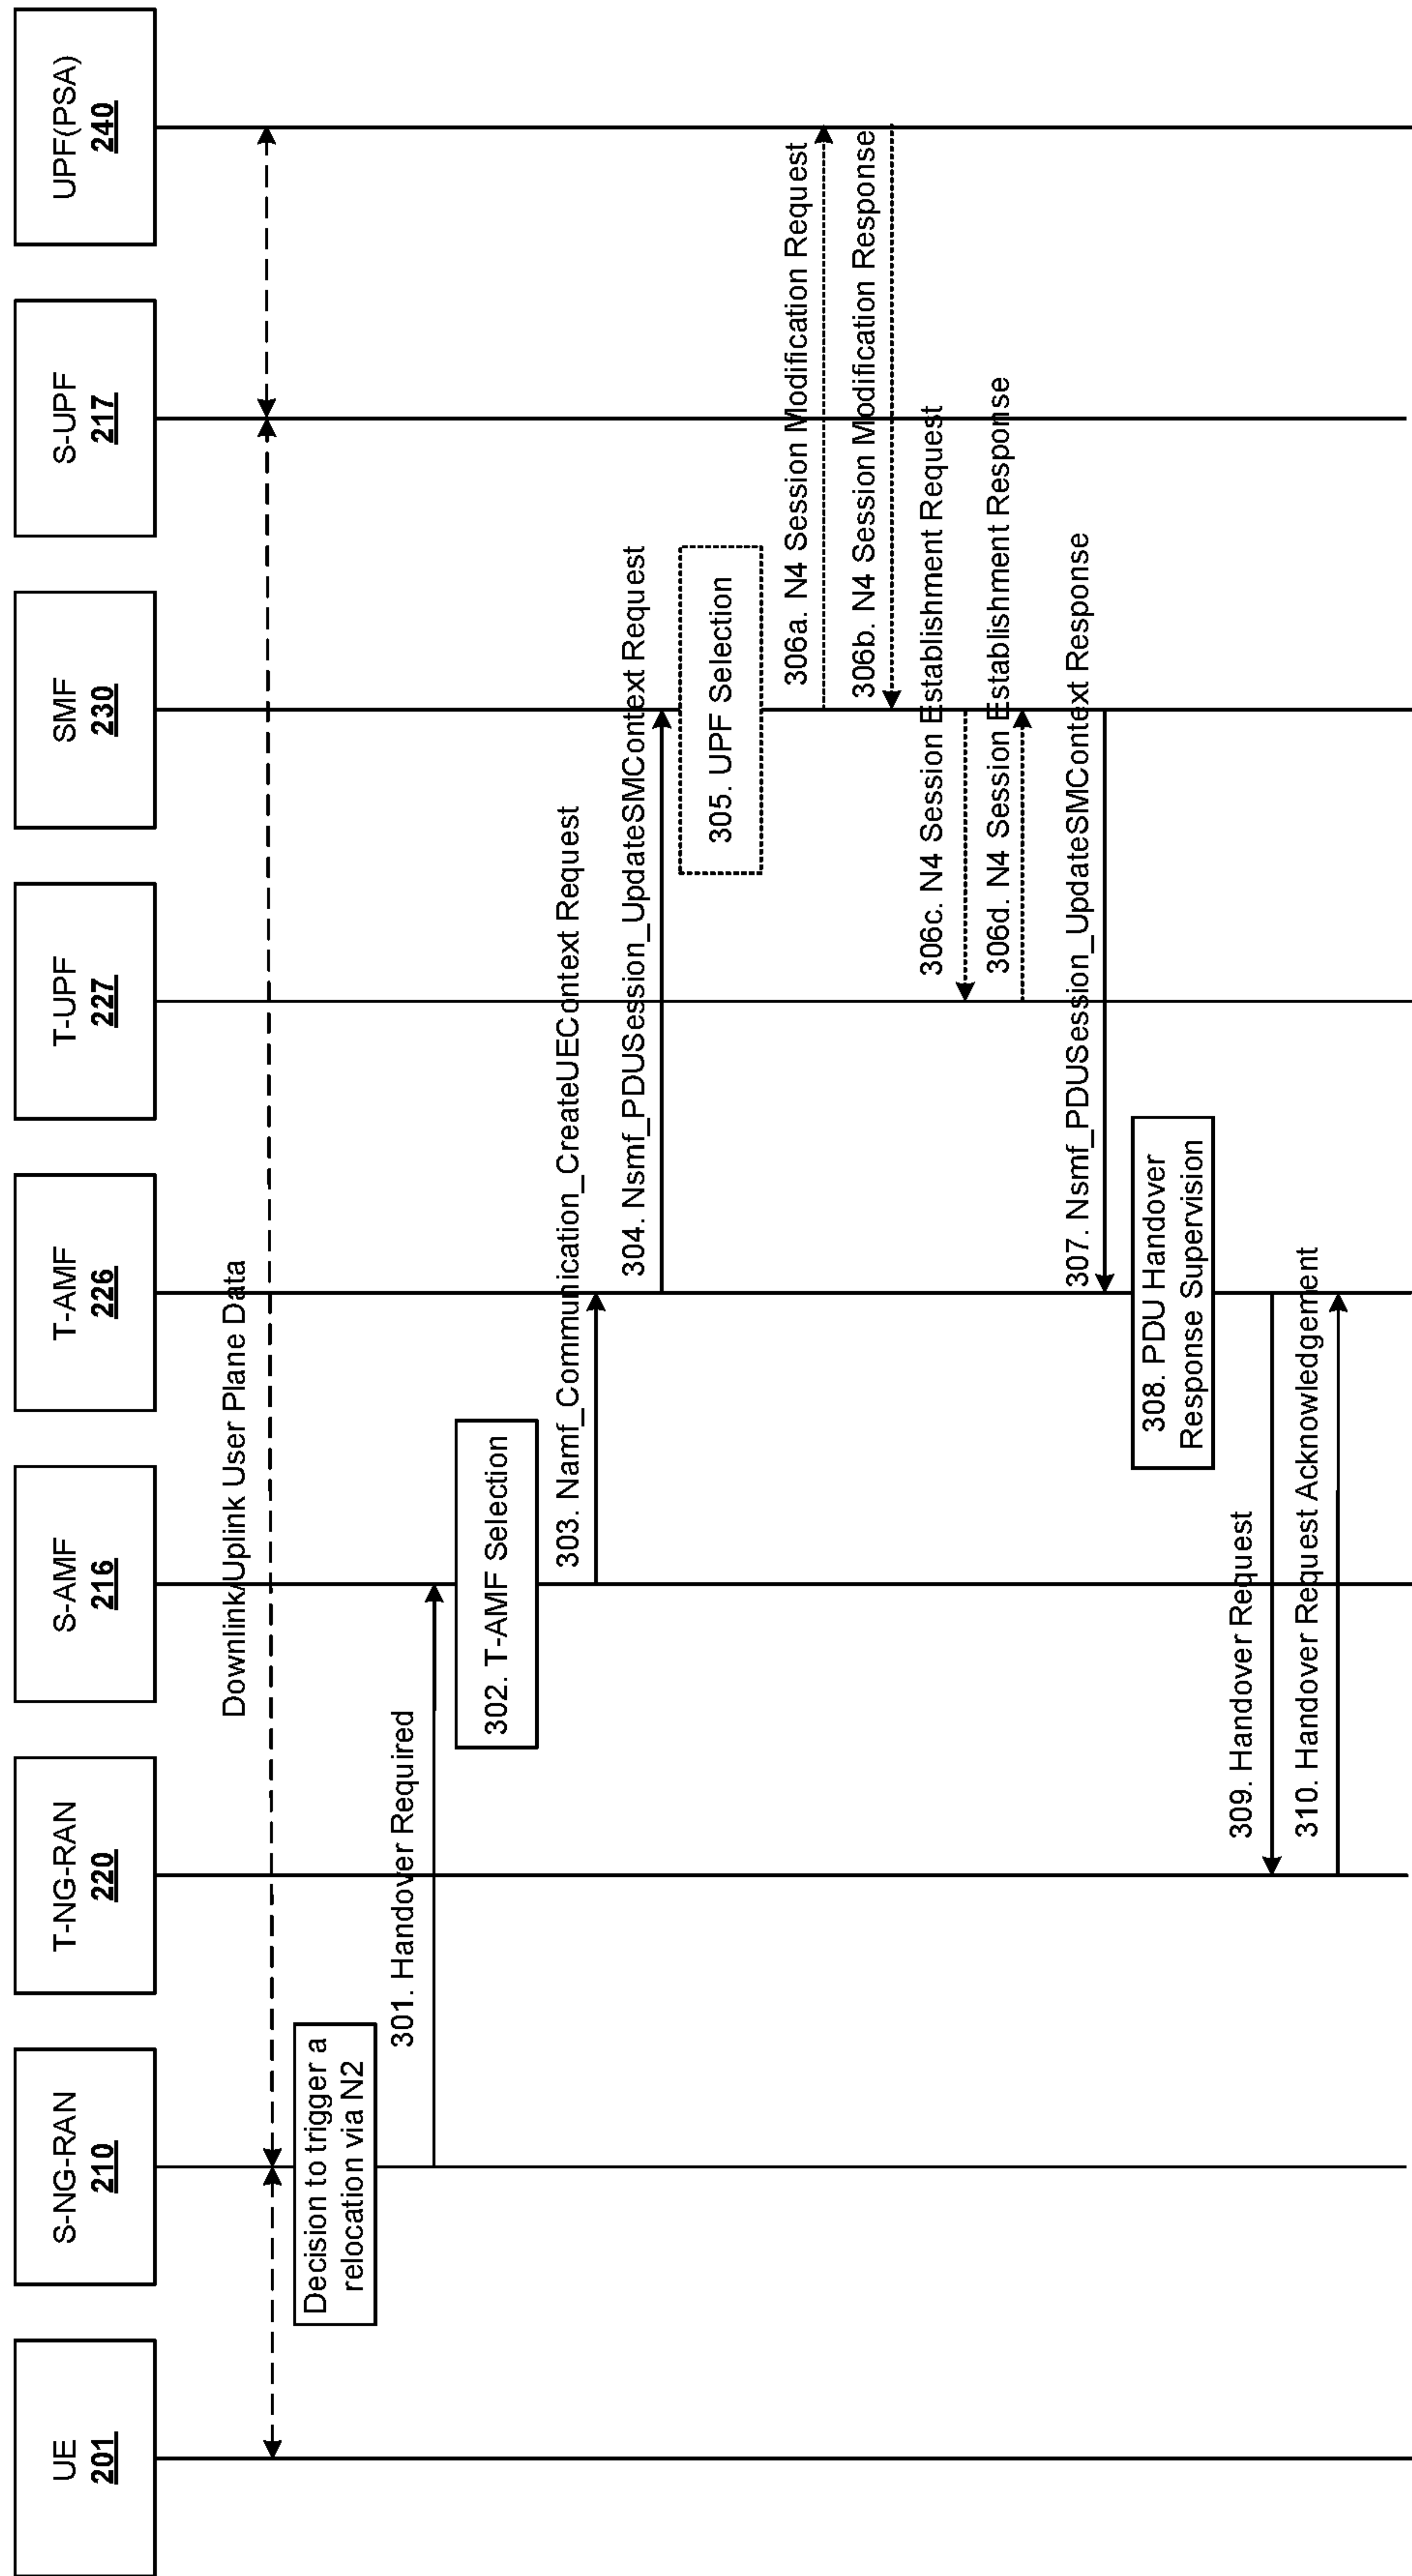 UE
201
S-NG-RAN
210
T-NG-RAN
220
S-AMF
216
T-AMF
226
T-UPF
227
SMF
230
S-UPF
217
UPF(PSA)
240
Downlink/Uplink User Plane Data
Decision to trigger a
relocation via N2
301. Handover Required
302. T-AMF Selection
303. Namf_Communication_CreateUEContext Request
304. Nsmf_PDUSession_UpdateSMContext Request
305. UPF Selection
306a. N4 Session Modification Request
306b. N4 Session Modification Response
306c. N4 Session Establishment Request
306d. N4 Session Establishment Response
307. Nsmf_PDUSession_UpdateSMContext Response
308. PDU Handover
Response Supervision
309. Handover Request
310. Handover Request Acknowledgement